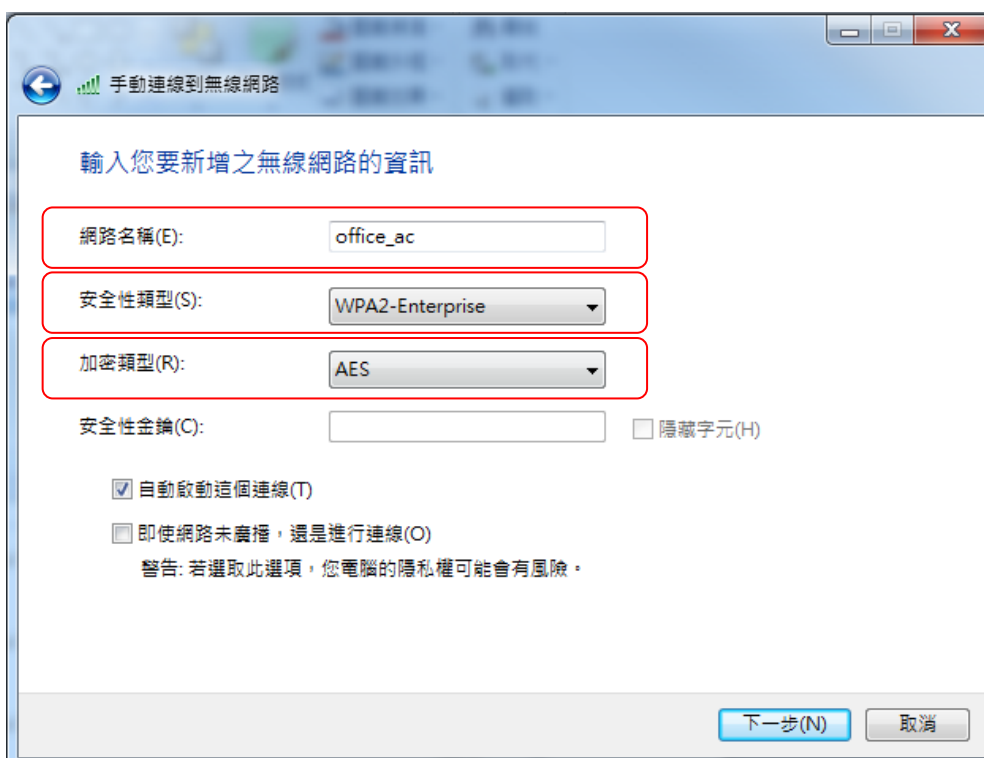 手動連線到無線網路
輸入您要新增之無線網路的資訊
網路名稱(E): office_ac
安全性類型(S): WPA2-Enterprise
加密類型(R): AES
安全性金鑰(C): 隱藏字元(H)
自動啟動這個連線(T)
即使網路未廣播，還是進行連線(O)
警告: 若選取此選項，您電腦的隱私權可能會有風險。
下一步(N) 取消